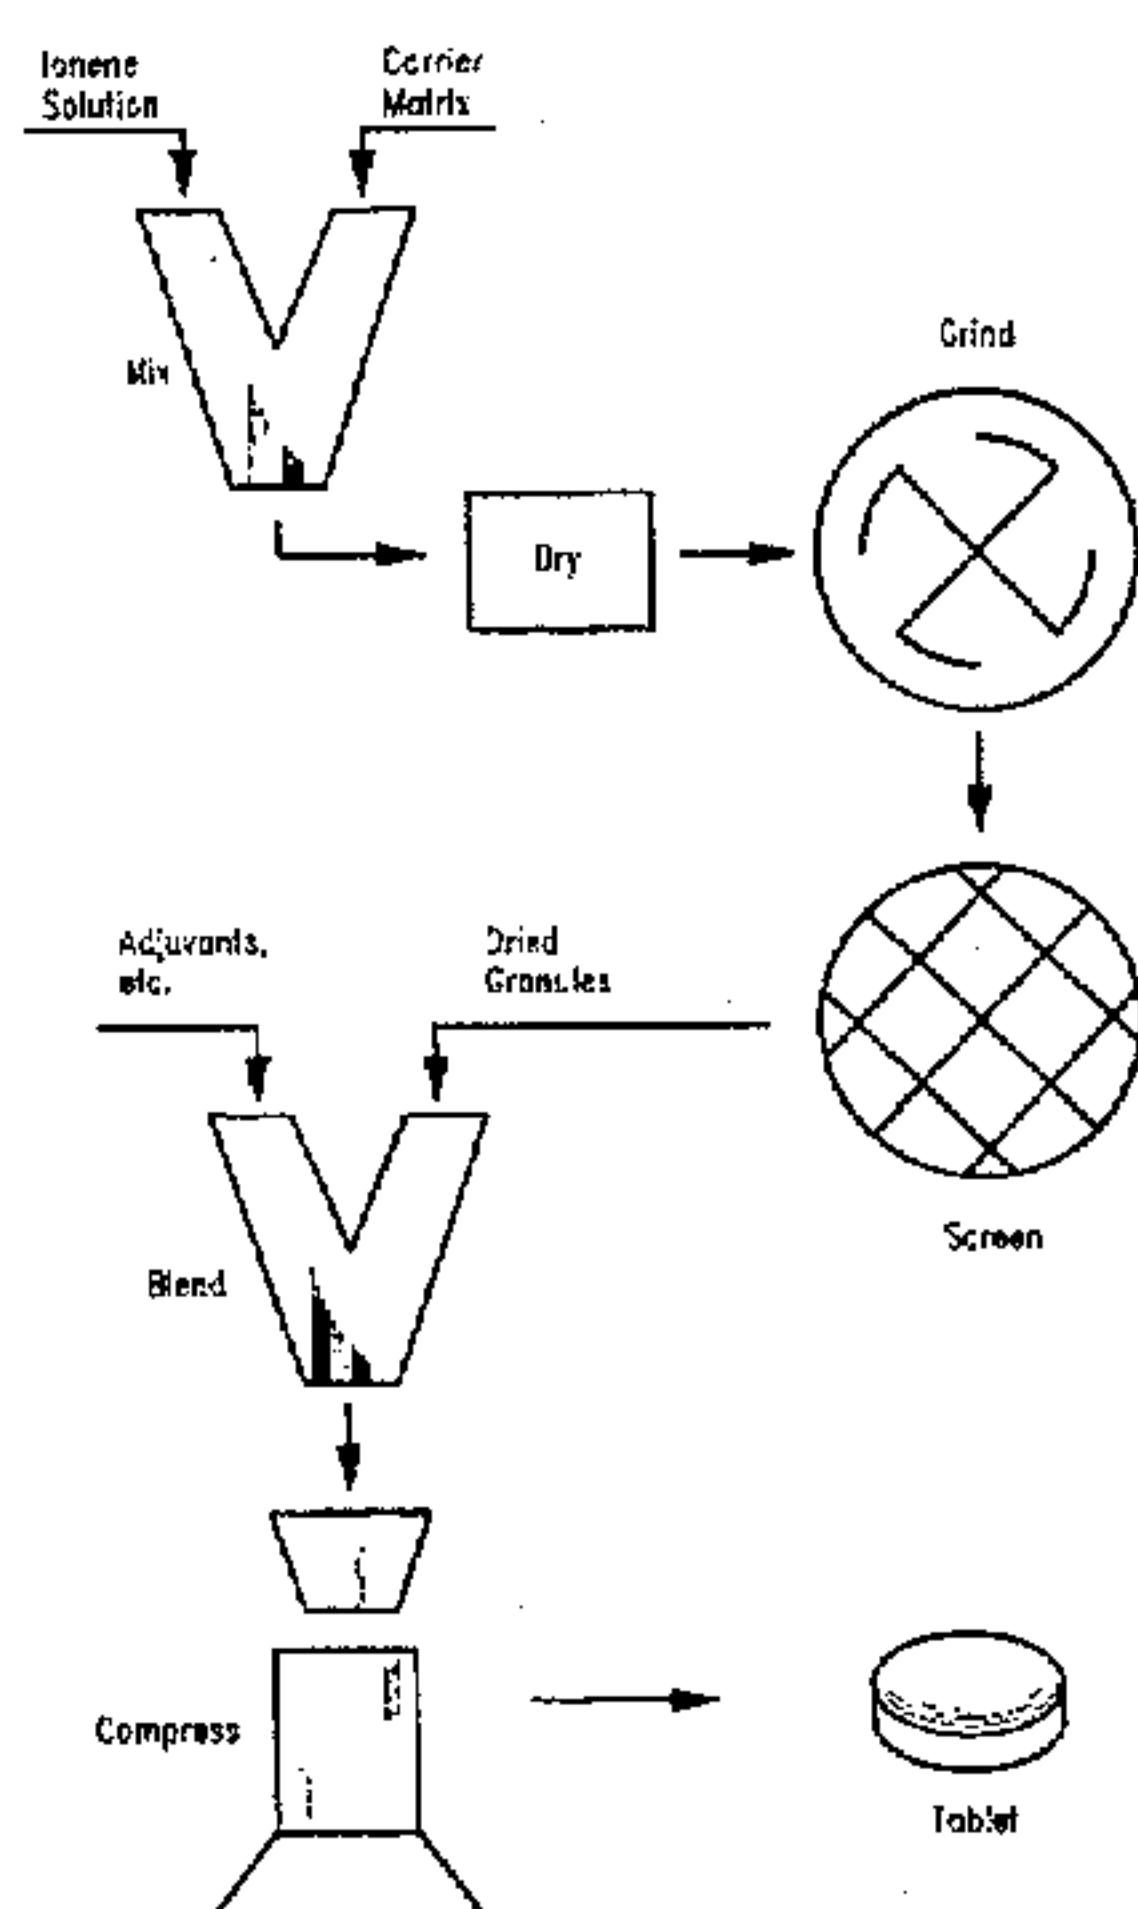 Ionene
Solution
Carrier
Matrix
Mix
Grind
Dry
Adjuvants,
etc.
Dried
Granules
Screen
Blend
Compress
Tablet